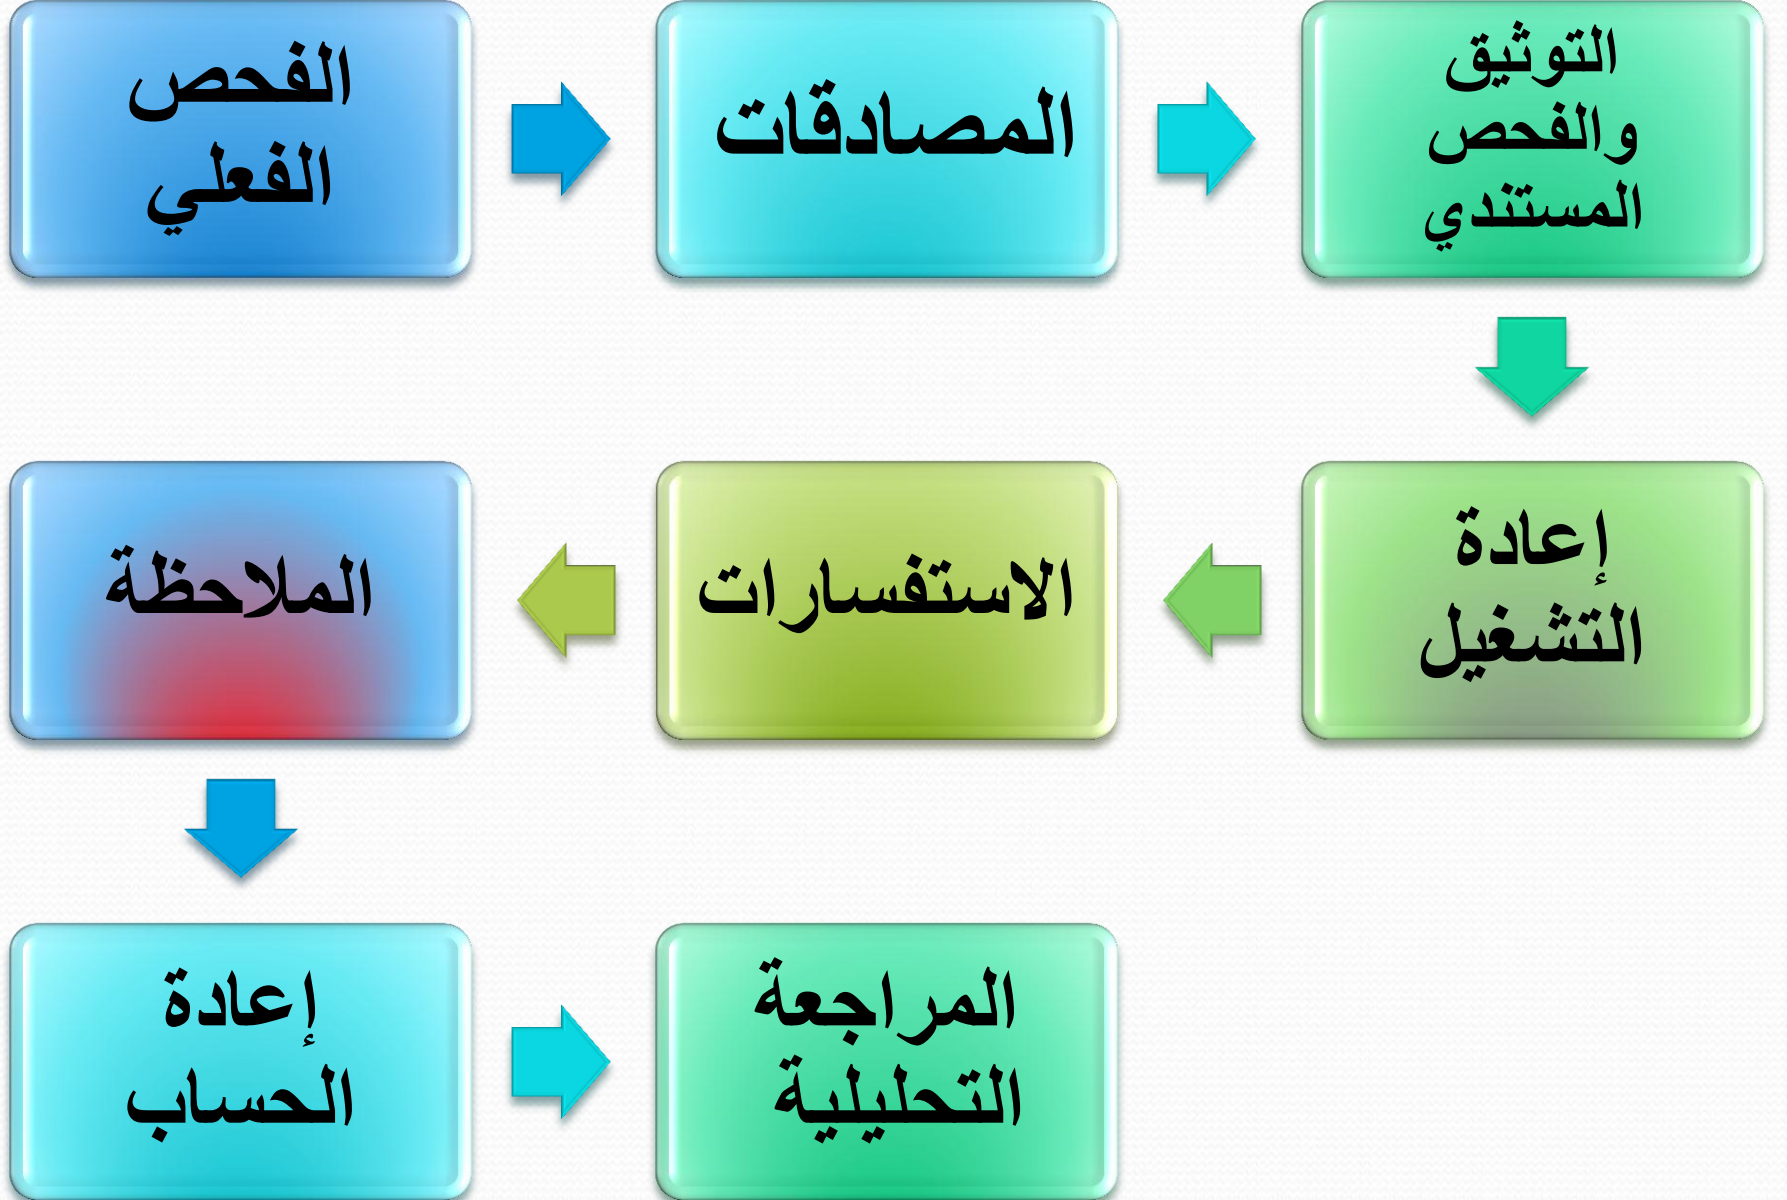 الفحص
الفعلي
المصادقات
التوثيق
والفحص
المستندي
إعادة
التشغيل
الاستفسارات
الملاحظة
إعادة
الحساب
المراجعة
التحليلية